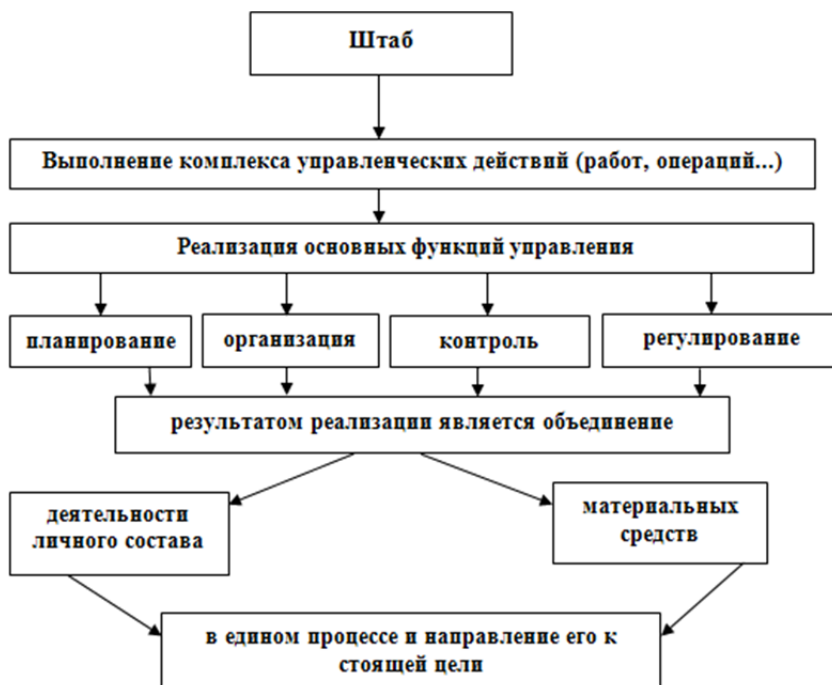 Штаб
Выполнение комплекса управленческих действий (работ, операций...)
Реализация основных функций управления
планирование
организация
контроль
регулирование
результатом реализации является объединение
деятельности
личного состава
материальных
средств
в едином процессе и направление его к
стоящей цели